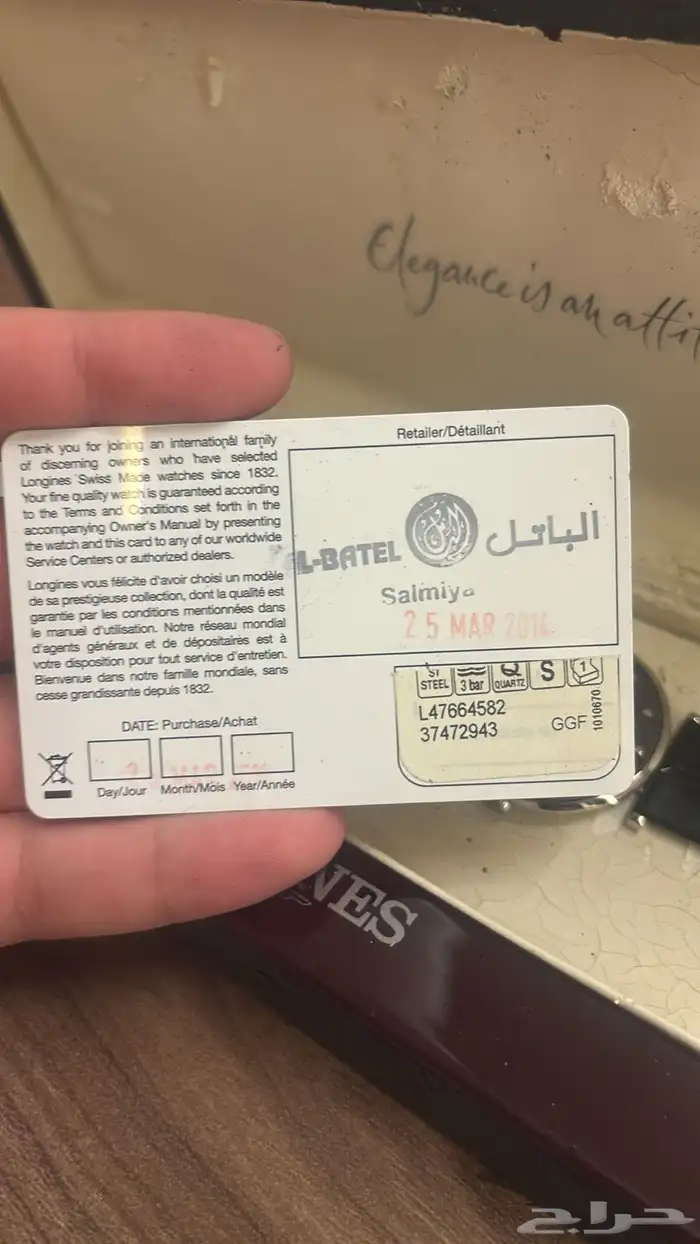 Elegance is an atti
Thank you for joining an international family
of discerning owners who have selected
Longines Swiss Made watches since 1832.
Your fine quality watch is guaranteed according
to the Terms and Conditions set forth in the
accompanying Owner's Manual by presenting
the watch and this card to any of our worldwide
Service Centers or authorized dealers.
Longines vous félicite d'avoir choisi un modèle
de sa prestigieuse collection, dont la qualité est
garantie par les conditions mentionnées dans
le manuel d'utilisation. Notre réseau mondial
d'agents généraux et de dépositaires est à
votre disposition pour tout service d'entretien.
Bienvenue dans notre famille mondiale, sans
cesse grandissante depuis 1832.
DATE: Purchase/Achat
Day/Jour Month/Mois Year/Année
Retailer/Détaillant
EL-BATEL الباتل
Salmiya
25 MAR 2014
ST STEEL 3 bar Q QUARTZ S 1
L47664582
37472943 GGF
1010670
NES
حراج